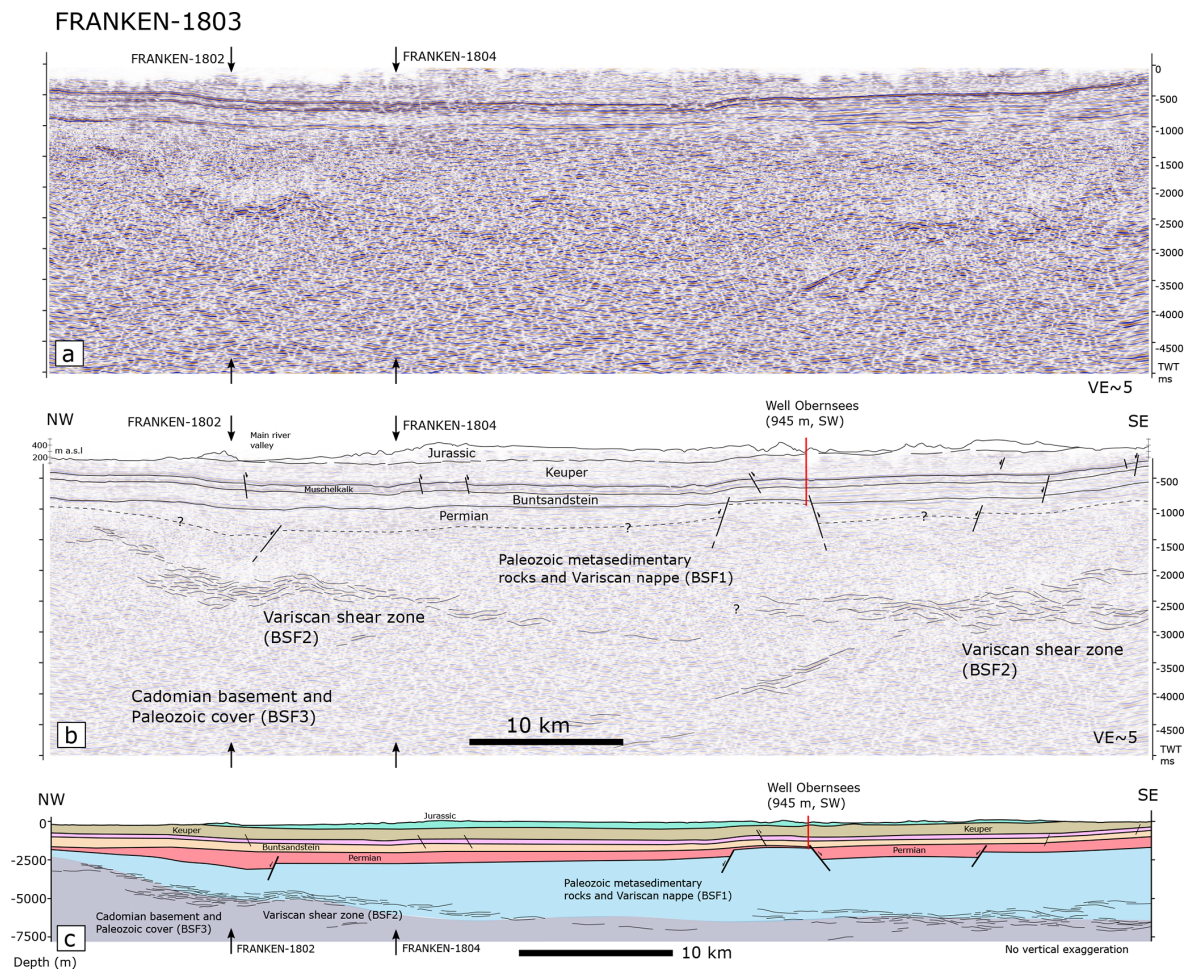 FRANKEN-1803
FRANKEN-1802
FRANKEN-1804
0
-500
-1000
-1500
-2000
-2500
-3000
-3500
-4000
-4500
TWT
ms
a
VE~5
NW
FRANKEN-1802
Main river
valley
FRANKEN-1804
Well Obernsees
(945 m, SW)
SE
400
200
m a.s.l
Jurassic
Keuper
Muschelkalk
Buntsandstein
Permian
?
?
?
?
Paleozoic metasedimentary
rocks and Variscan nappe (BSF1)
Variscan shear zone
(BSF2)
Variscan shear zone
(BSF2)
Cadomian basement and
Paleozoic cover (BSF3)
10 km
-500
-1000
-1500
-2000
-2500
-3000
-3500
-4000
-4500
TWT
ms
b
VE~5
NW
Well Obernsees
(945 m, SW)
SE
Jurassic
0
-2500
-5000
-7500
Depth (m)
Keuper
Keuper
Buntsandstein
Permian
Permian
Paleozoic metasedimentary
rocks and Variscan nappe (BSF1)
Variscan shear zone (BSF2)
Cadomian basement and
Paleozoic cover (BSF3)
c
FRANKEN-1802
FRANKEN-1804
10 km
No vertical exaggeration